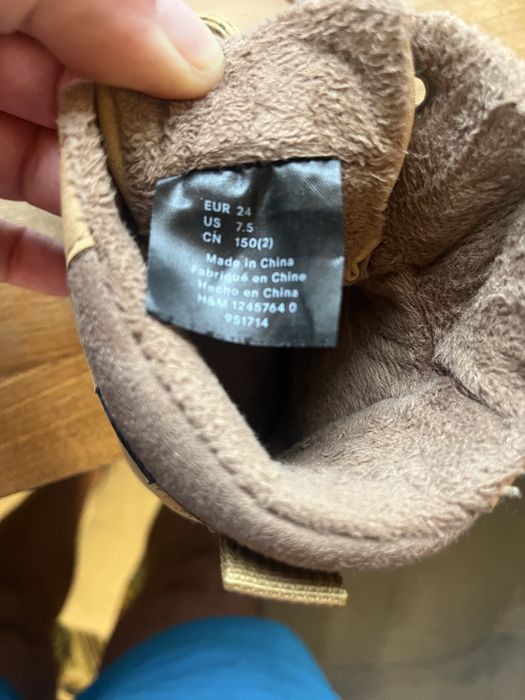 EUR 24
US 7.5
CN 150(2)
Made in China
Fabriqué en Chine
Hecho en China
H&M 1245764 0
951714